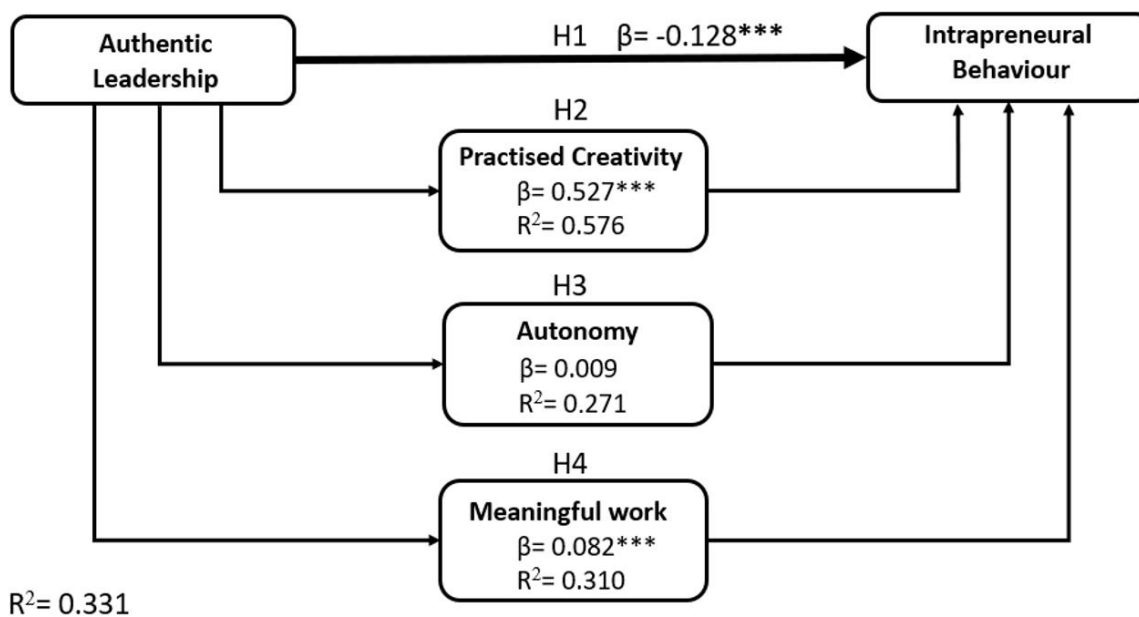 Authentic
Leadership
H1 β= -0.128***
Intrapreneural
Behaviour
H2
Practised Creativity
β= 0.527***
R²= 0.576
H3
Autonomy
β= 0.009
R²= 0.271
H4
Meaningful work
β= 0.082***
R²= 0.310
R²= 0.331